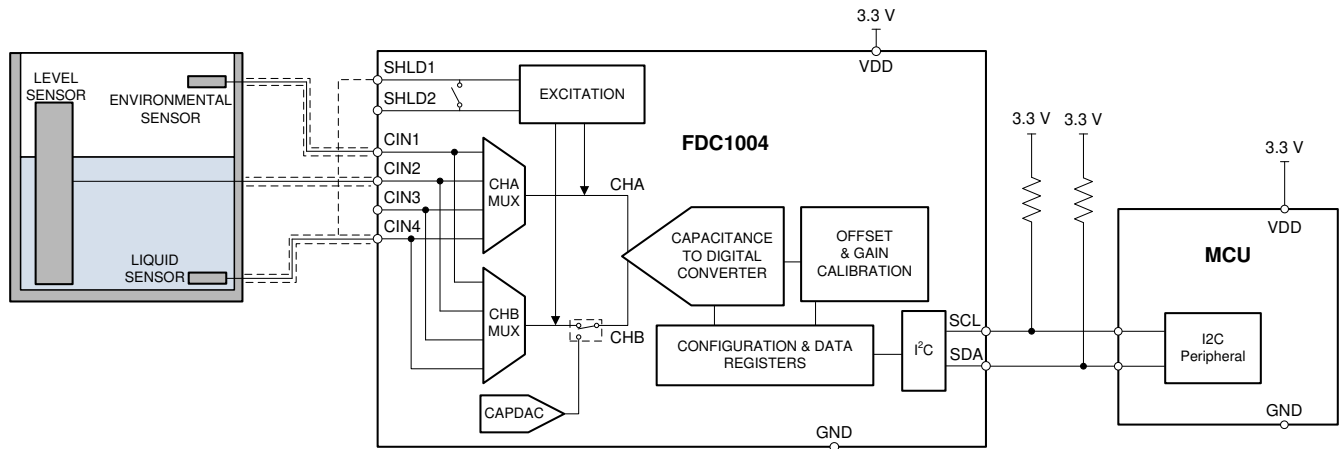 LEVEL
SENSOR
ENVIRONMENTAL
SENSOR
LIQUID
SENSOR
SHLD1
SHLD2
CIN1
CIN2
CIN3
CIN4
EXCITATION
FDC1004
3.3 V
VDD
CHA
MUX
CHA
CHB
MUX
CHB
CAPDAC
CAPACITANCE
TO DIGITAL
CONVERTER
OFFSET
& GAIN
CALIBRATION
CONFIGURATION & DATA
REGISTERS
I²C
SCL
SDA
GND
3.3 V
3.3 V
3.3 V
VDD
MCU
I2C
Peripheral
GND